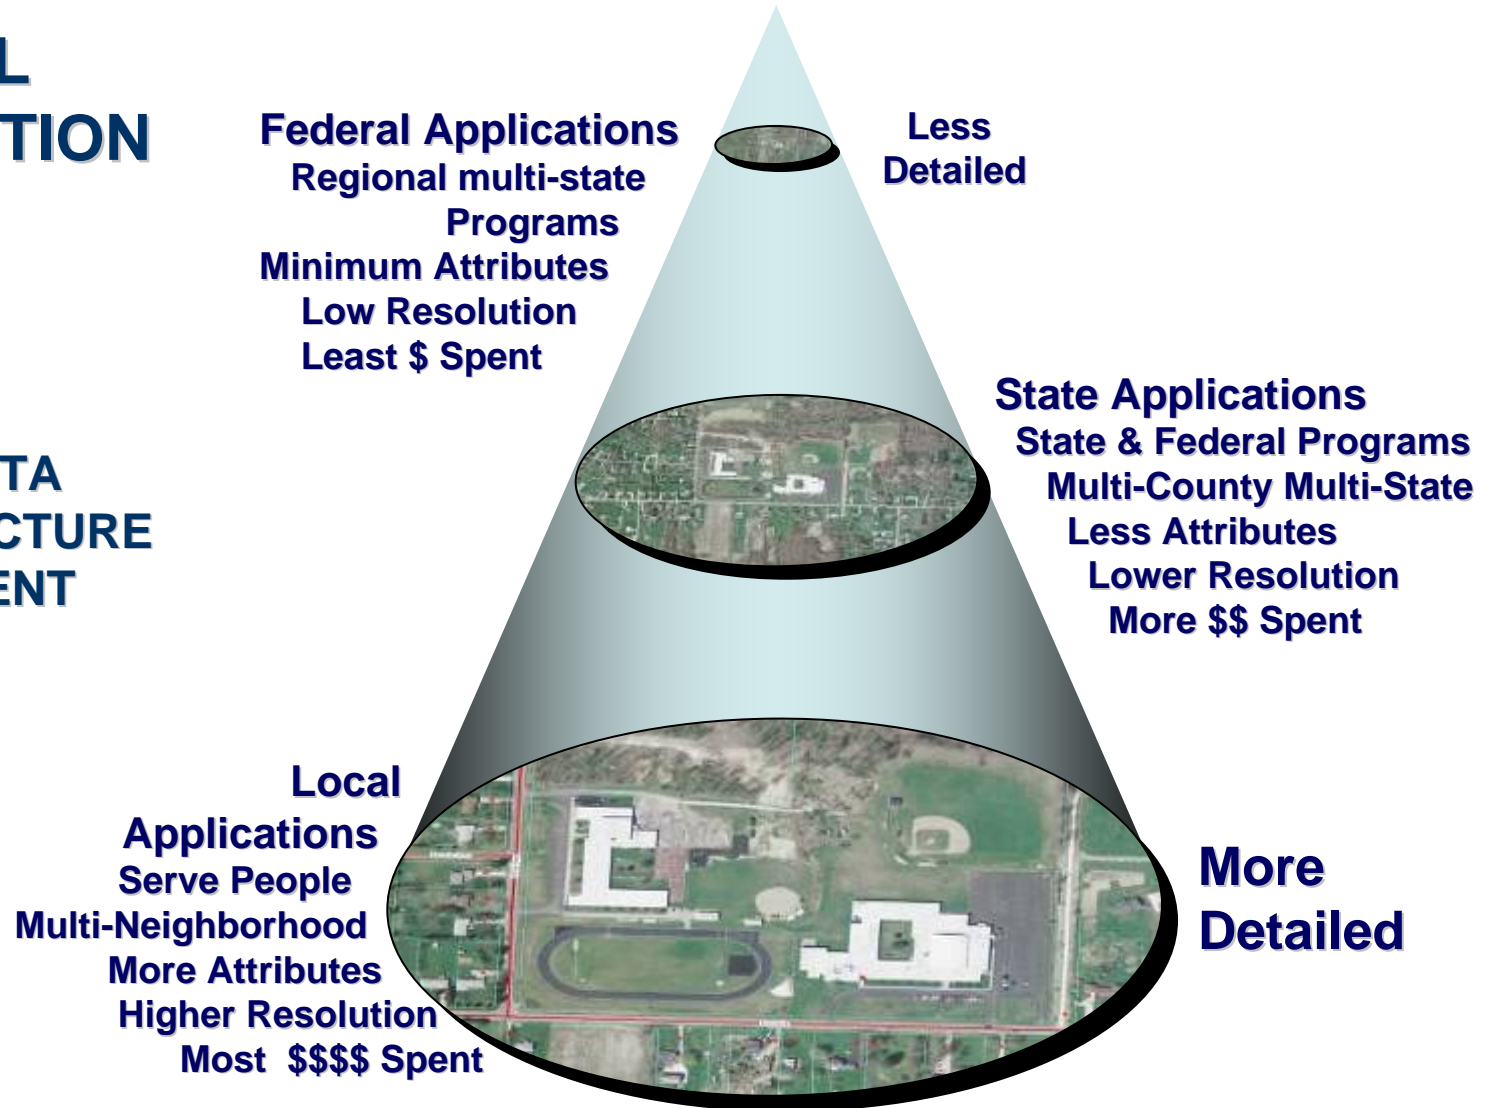 L
TION
TA
CTURE
ENT
Federal Applications
Regional multi-state
Programs
Minimum Attributes
Low Resolution
Least $ Spent
Less
Detailed
State Applications
State & Federal Programs
Multi-County Multi-State
Less Attributes
Lower Resolution
More $$ Spent
Local
Applications
Serve People
Multi-Neighborhood
More Attributes
Higher Resolution
Most $$$$ Spent
More
Detailed